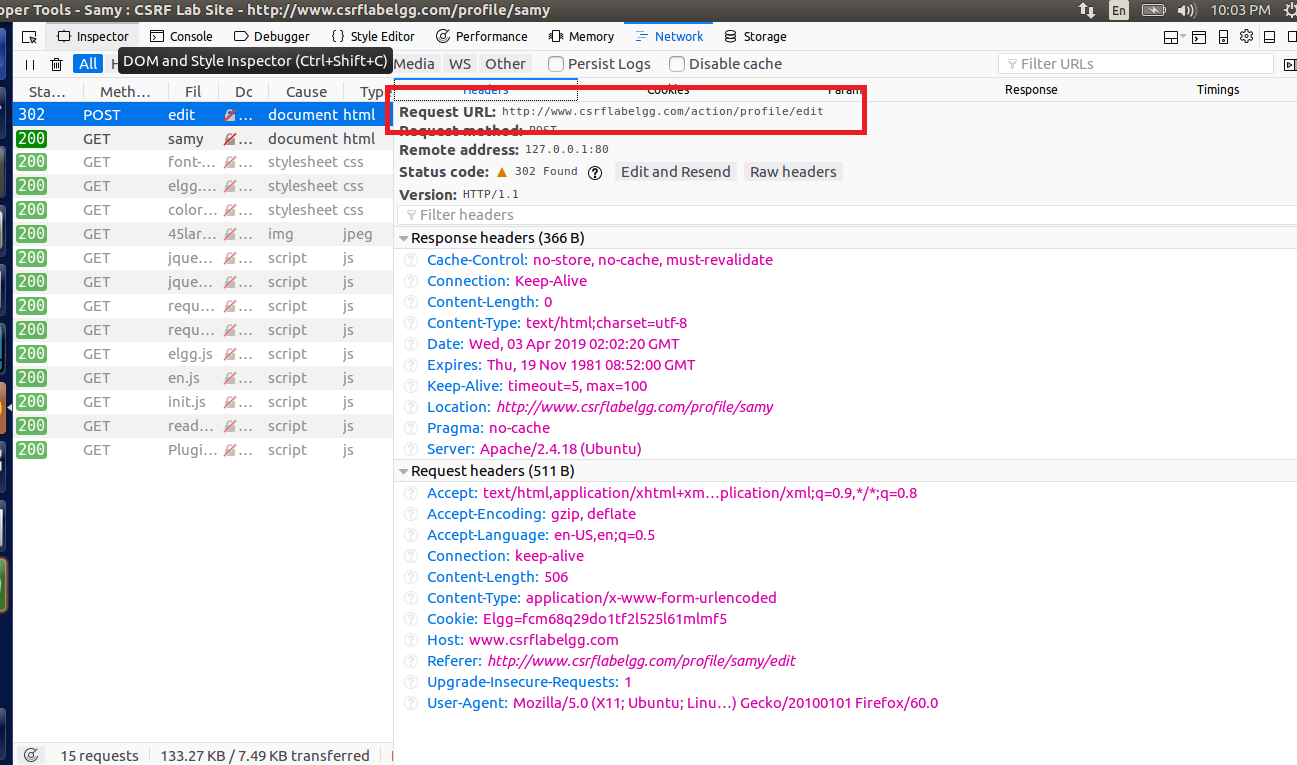 oper Tools - Samy : CSRF Lab Site - http://www.csrflabelgg.com/profile/samy En 10:03 PM
Inspector Console Debugger { } Style Editor Performance Memory Network Storage
All H Media WS Other Persist Logs Disable cache Filter URLs
DOM and Style Inspector (Ctrl+Shift+C)
Sta... Meth... Fil Dc Cause Type Headers Cookies Param Response Timings
302 POST edit ... document html
200 GET samy ... document html
200 GET font-... ... stylesheet css
200 GET elgg.... ... stylesheet css
200 GET color... ... stylesheet css
200 GET 45lar... ... img jpeg
200 GET jque... ... script js
200 GET jque... ... script js
200 GET requ... ... script js
200 GET requ... ... script js
200 GET elgg.js ... script js
200 GET en.js ... script js
200 GET init.js ... script js
200 GET read... ... script js
200 GET Plugi... ... script js
Request URL: http://www.csrflabelgg.com/action/profile/edit
Request method: POST
Remote address: 127.0.0.1:80
Status code: 302 Found ? Edit and Resend Raw headers
Version: HTTP/1.1
Filter headers
Response headers (366 B)
Cache-Control: no-store, no-cache, must-revalidate
Connection: Keep-Alive
Content-Length: 0
Content-Type: text/html;charset=utf-8
Date: Wed, 03 Apr 2019 02:02:20 GMT
Expires: Thu, 19 Nov 1981 08:52:00 GMT
Keep-Alive: timeout=5, max=100
Location: http://www.csrflabelgg.com/profile/samy
Pragma: no-cache
Server: Apache/2.4.18 (Ubuntu)
Request headers (511 B)
Accept: text/html,application/xhtml+xm…plication/xml;q=0.9,*/*;q=0.8
Accept-Encoding: gzip, deflate
Accept-Language: en-US,en;q=0.5
Connection: keep-alive
Content-Length: 506
Content-Type: application/x-www-form-urlencoded
Cookie: Elgg=fcm68q29do1tf2l525l61mlmf5
Host: www.csrflabelgg.com
Referer: http://www.csrflabelgg.com/profile/samy/edit
Upgrade-Insecure-Requests: 1
User-Agent: Mozilla/5.0 (X11; Ubuntu; Linu…) Gecko/20100101 Firefox/60.0
15 requests 133.27 KB / 7.49 KB transferred